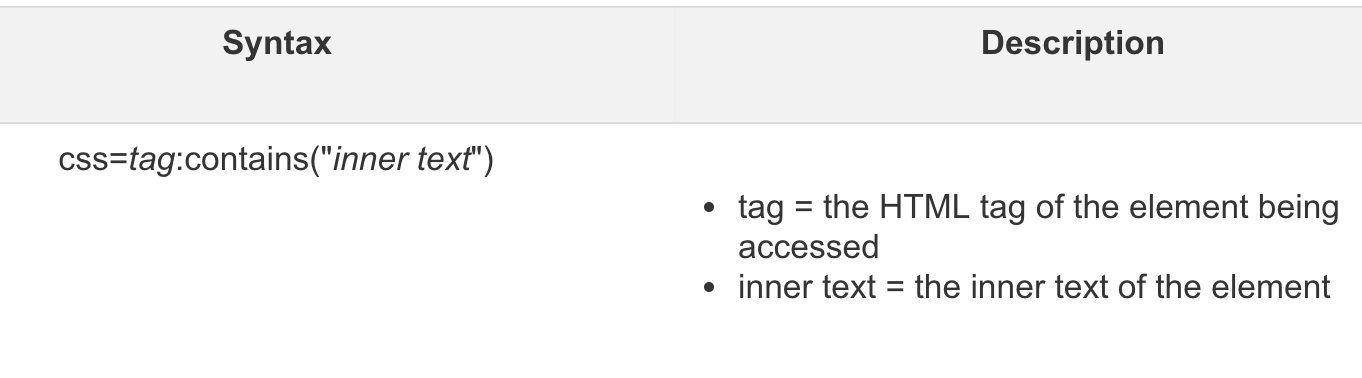 Syntax
Description
css=tag:contains("inner text")
• tag = the HTML tag of the element being
accessed
• inner text = the inner text of the element